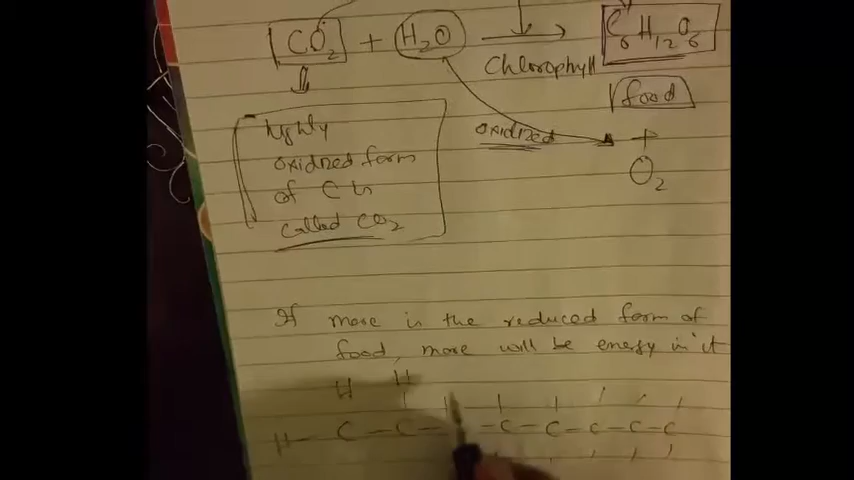 CO₂ + H₂O → C₆H₁₂O₆
Chlorophyll
food
oxidized
+
O₂
highly
oxidized form
of C is
called CO₂
If more is the reduced form of
food, more will be energy in it
H H
H - C - C - - C - C - C - C - C